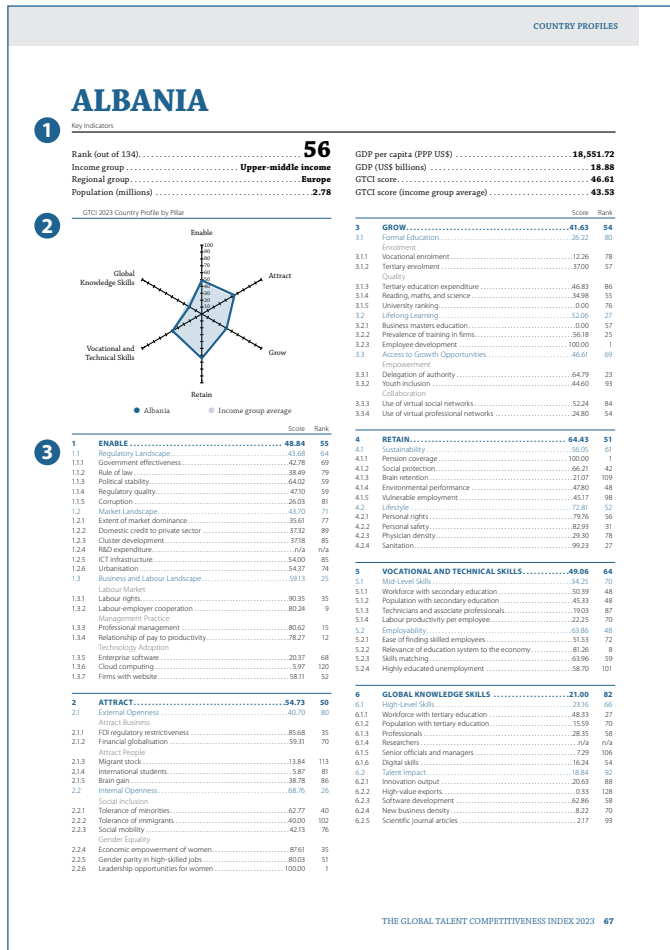 COUNTRY PROFILES
ALBANIA
1
Key Indicators
Rank (out of 134) 56
Income group Upper-middle income
Regional group Europe
Population (millions) 2.78
GDP per capita (PPP US$) 18,551.72
GDP (US$ billions) 18.88
GTCI score 46.61
GTCI score (income group average) 43.53
2
GTCI 2023 Country Profile by Pillar
Enable
100
90
80
70
60
50
40
30
20
10
0
Attract
Grow
Retain
Vocational and
Technical Skills
Global
Knowledge Skills
Albania
Income group average
3
Score Rank
1 ENABLE 48.84 55
1.1 Regulatory Landscape 43.68 64
1.1.1 Government effectiveness 42.78 69
1.1.2 Rule of law 38.49 79
1.1.3 Political stability 64.02 59
1.1.4 Regulatory quality 47.10 59
1.1.5 Corruption 26.03 81
1.2 Market Landscape 43.70 71
1.2.1 Extent of market dominance 35.61 77
1.2.2 Domestic credit to private sector 37.32 89
1.2.3 Cluster development 37.18 85
1.2.4 R&D expenditure n/a n/a
1.2.5 ICT infrastructure 54.00 85
1.2.6 Urbanisation 54.37 74
1.3 Business and Labour Landscape 59.13 25
Labour Market
1.3.1 Labour rights 90.35 35
1.3.2 Labour-employer cooperation 80.24 9
Management Practice
1.3.3 Professional management 80.62 15
1.3.4 Relationship of pay to productivity 78.27 12
Technology Adoption
1.3.5 Enterprise software 20.37 68
1.3.6 Cloud computing 5.97 120
1.3.7 Firms with website 58.11 52
2 ATTRACT 54.73 50
2.1 External Openness 40.70 80
Attract Business
2.1.1 FDI regulatory restrictiveness 85.68 35
2.1.2 Financial globalisation 59.31 70
Attract People
2.1.3 Migrant stock 13.84 113
2.1.4 International students 5.87 81
2.1.5 Brain gain 38.78 86
2.2 Internal Openness 68.76 26
Social Inclusion
2.2.1 Tolerance of minorities 62.77 40
2.2.2 Tolerance of immigrants 40.00 102
2.2.3 Social mobility 42.13 76
Gender Equality
2.2.4 Economic empowerment of women 87.61 35
2.2.5 Gender parity in high-skilled jobs 80.03 51
2.2.6 Leadership opportunities for women 100.00 1
Score Rank
3 GROW 41.63 54
3.1 Formal Education 26.22 80
Enrolment
3.1.1 Vocational enrolment 12.26 78
3.1.2 Tertiary enrolment 37.00 57
Quality
3.1.3 Tertiary education expenditure 46.83 86
3.1.4 Reading, maths, and science 34.98 55
3.1.5 University ranking 0.00 76
3.2 Lifelong Learning 52.06 27
3.2.1 Business masters education 0.00 57
3.2.2 Prevalence of training in firms 56.18 25
3.2.3 Employee development 100.00 1
3.3 Access to Growth Opportunities 46.61 69
Empowerment
3.3.1 Delegation of authority 64.79 23
3.3.2 Youth inclusion 44.60 93
Collaboration
3.3.3 Use of virtual social networks 52.24 84
3.3.4 Use of virtual professional networks 24.80 54
4 RETAIN 64.43 51
4.1 Sustainability 56.05 61
4.1.1 Pension coverage 100.00 1
4.1.2 Social protection 66.21 42
4.1.3 Brain retention 21.07 109
4.1.4 Environmental performance 47.80 48
4.1.5 Vulnerable employment 45.17 98
4.2 Lifestyle 72.81 52
4.2.1 Personal rights 79.76 56
4.2.2 Personal safety 82.93 31
4.2.3 Physician density 29.30 78
4.2.4 Sanitation 99.23 27
5 VOCATIONAL AND TECHNICAL SKILLS 49.06 64
5.1 Mid-Level Skills 34.25 70
5.1.1 Workforce with secondary education 50.39 48
5.1.2 Population with secondary education 45.33 48
5.1.3 Technicians and associate professionals 19.03 87
5.1.4 Labour productivity per employee 22.25 70
5.2 Employability 63.86 48
5.2.1 Ease of finding skilled employees 51.53 72
5.2.2 Relevance of education system to the economy 81.26 8
5.2.3 Skills matching 63.96 59
5.2.4 Highly educated unemployment 58.70 101
6 GLOBAL KNOWLEDGE SKILLS 21.00 82
6.1 High-Level Skills 23.16 66
6.1.1 Workforce with tertiary education 48.33 27
6.1.2 Population with tertiary education 15.59 70
6.1.3 Professionals 28.35 58
6.1.4 Researchers n/a n/a
6.1.5 Senior officials and managers 7.29 106
6.1.6 Digital skills 16.24 54
6.2 Talent Impact 18.84 92
6.2.1 Innovation output 20.63 88
6.2.2 High-value exports 0.33 128
6.2.3 Software development 62.86 58
6.2.4 New business density 8.22 70
6.2.5 Scientific journal articles 2.17 93
THE GLOBAL TALENT COMPETITIVENESS INDEX 2023 67